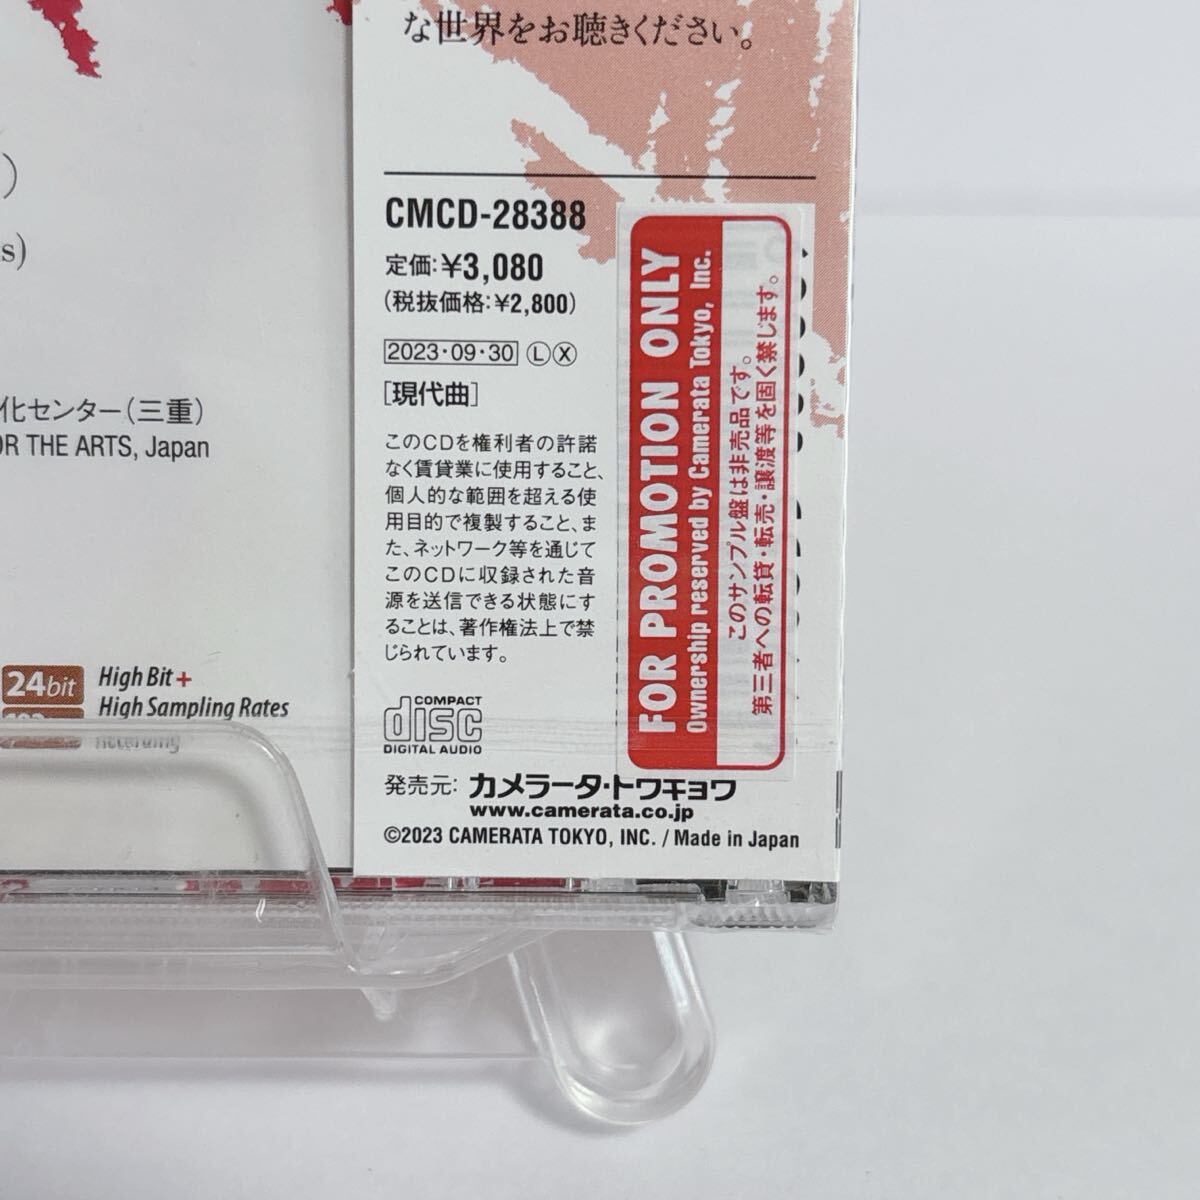 な世界をお聴きください。
)
s)
化センター(三重)
OR THE ARTS, Japan
24bit
High Bit +
High Sampling Rates
Recording
CMCD-28388
定価:¥3,080
(税抜価格:¥2,800)
2023・09・30 Ⓛ Ⓧ
[現代曲]
このCDを権利者の許諾
なく賃貸業に使用すること、
個人的な範囲を超える使
用目的で複製すること、ま
た、ネットワーク等を通じて
このCDに収録された音
源を送信できる状態にす
ることは、著作権法上で禁
じられています。
COMPACT
disc
DIGITAL AUDIO
発売元: カメラータ・トウキョウ
www.camerata.co.jp
©2023 CAMERATA TOKYO, INC. / Made in Japan
FOR PROMOTION ONLY
Ownership reserved by Camerata Tokyo, Inc.
このサンプル盤は非売品です。
第三者への転貸・転売・譲渡等を固く禁じます。